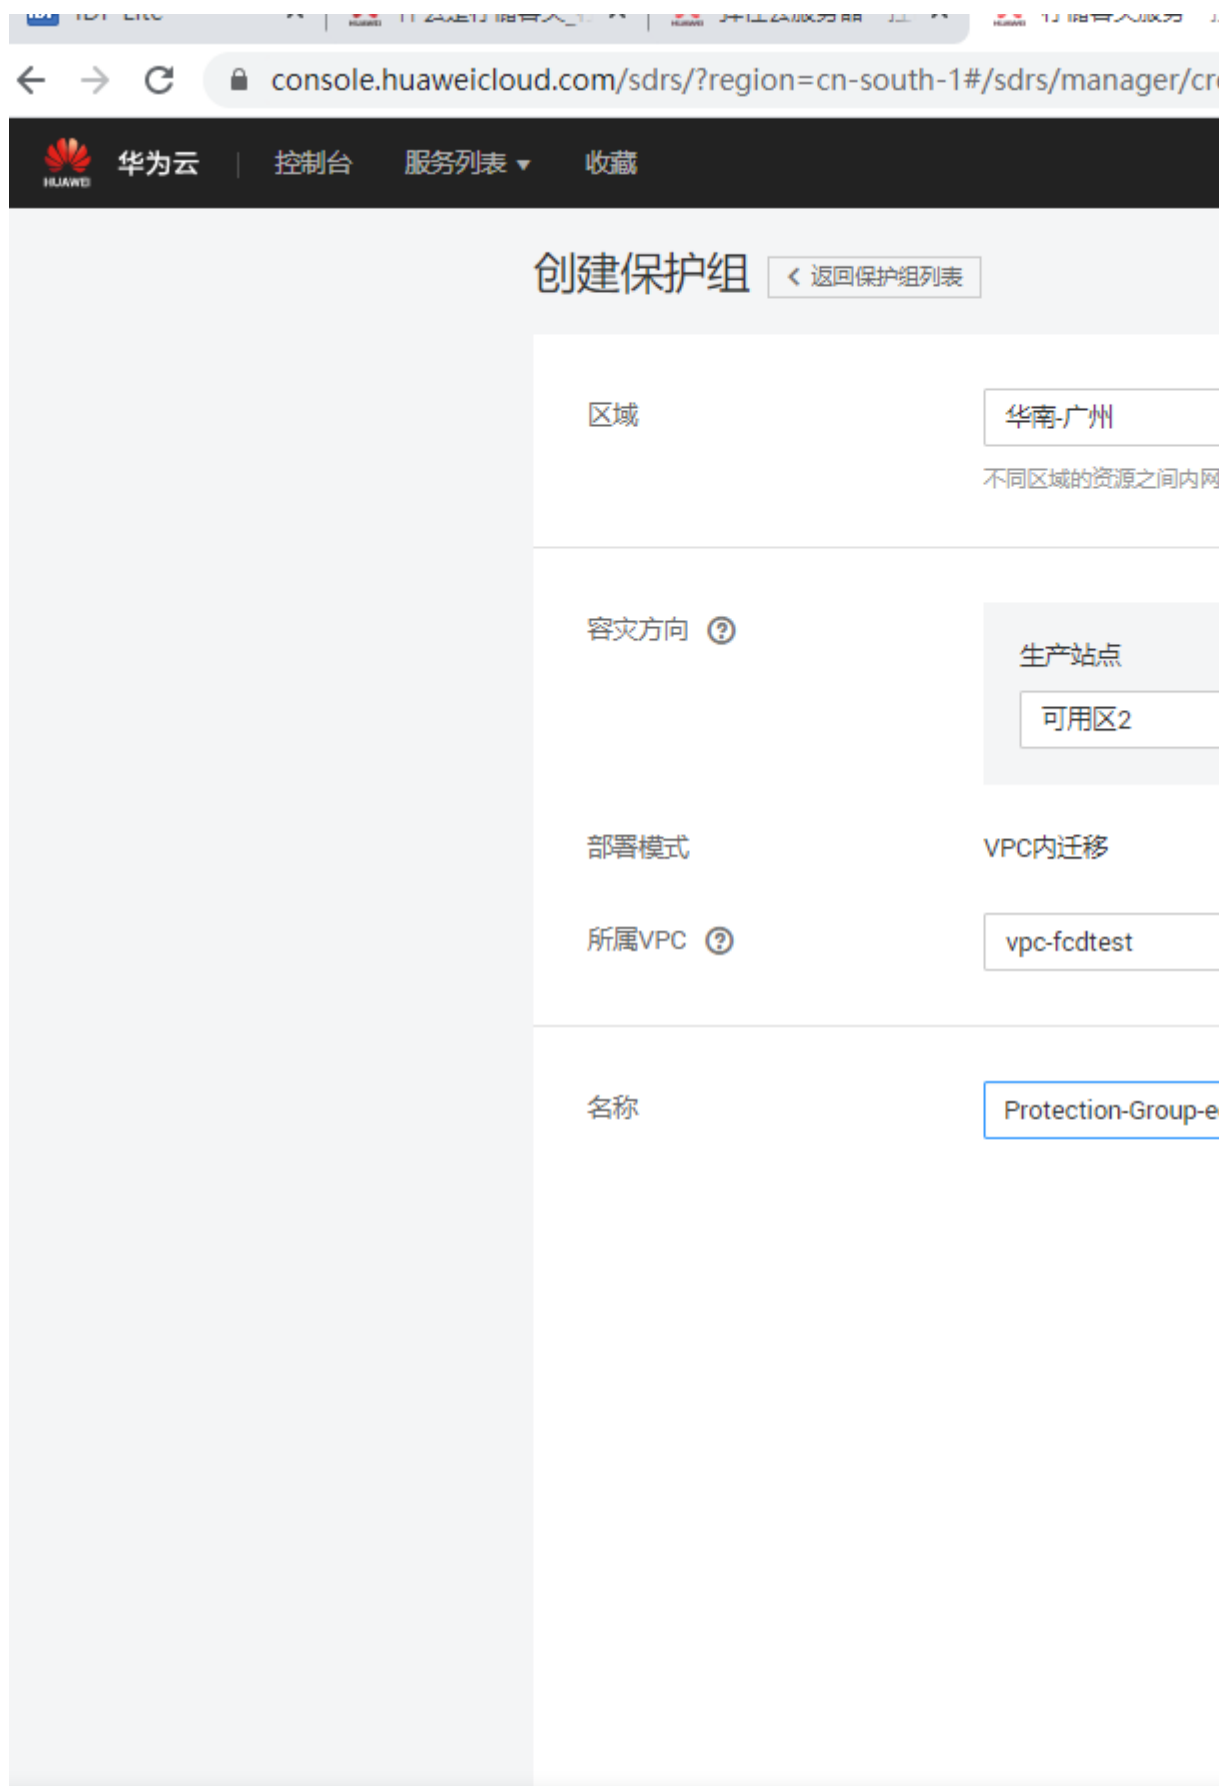 console.huaweicloud.com/sdrs/?region=cn-south-1#/sdrs/manager/cr
HUAWEI 华为云 控制台 服务列表 收藏
创建保护组 返回保护组列表
区域 华南-广州
不同区域的资源之间内网
容灾方向
生产站点
可用区2
部署模式 VPC内迁移
所属VPC vpc-fcdtest
名称 Protection-Group-e